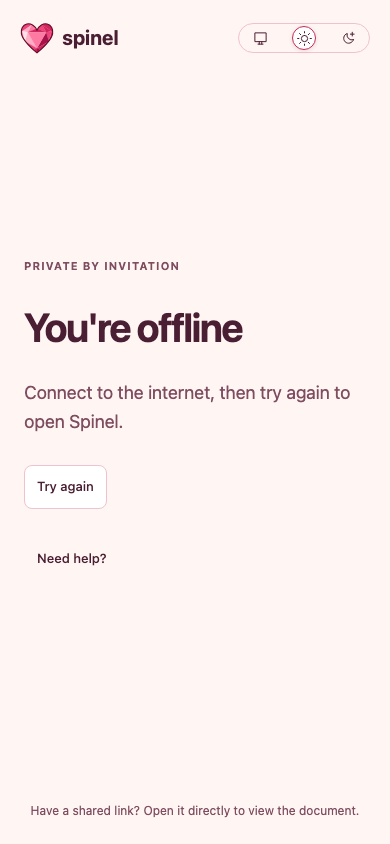 spinel
PRIVATE BY INVITATION
You're offline
Connect to the internet, then try again to
open Spinel.
Try again
Need help?
Have a shared link? Open it directly to view the document.